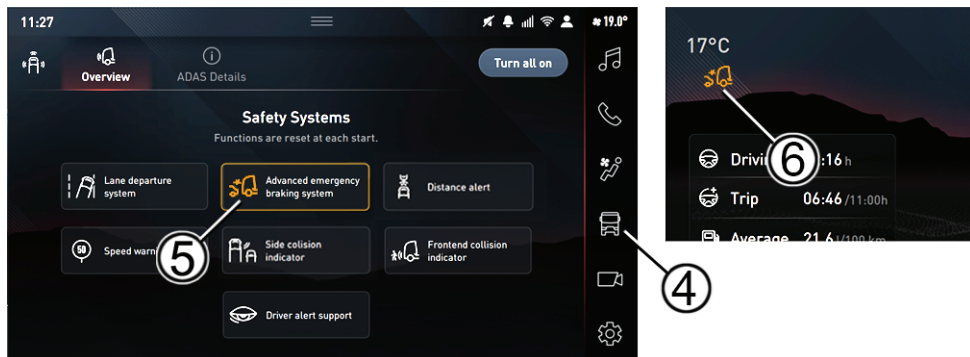 11:27
19.0°
Overview
ADAS Details
Turn all on
Safety Systems
Functions are reset at each start.
Lane departure
system
Advanced emergency
braking system
Distance alert
50
Speed warn
Side colision
indicator
Frontend collision
indicator
Driver alert support
5
4
17°C
6
:16 h
Trip
06:46 /11:00h
Average
21.6 l/100 km